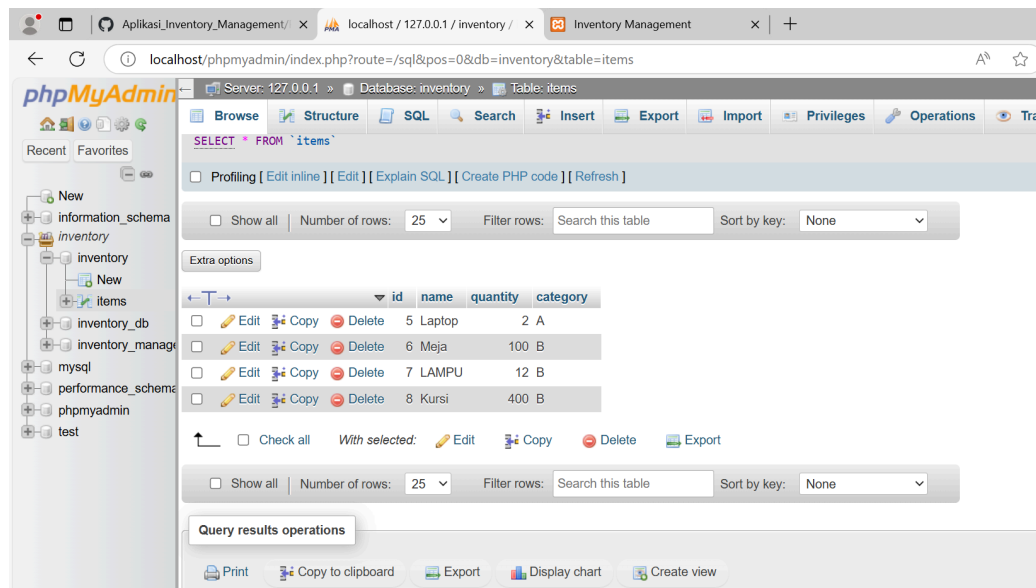 Aplikasi_Inventory_Management/
localhost / 127.0.0.1 / inventory /
Inventory Management
localhost/phpmyadmin/index.php?route=/sql&pos=0&db=inventory&table=items
phpMyAdmin
Server: 127.0.0.1 » Database: inventory » Table: items
Browse Structure SQL Search Insert Export Import Privileges Operations Tra
SELECT * FROM `items`
Recent Favorites
Profiling [ Edit inline ] [ Edit ] [ Explain SQL ] [ Create PHP code ] [ Refresh ]
New
information_schema
inventory
inventory
New
items
inventory_db
inventory_manage
mysql
performance_schema
phpmyadmin
test
Show all Number of rows: 25 Filter rows: Search this table Sort by key: None
Extra options
id name quantity category
Edit Copy Delete 5 Laptop 2 A
Edit Copy Delete 6 Meja 100 B
Edit Copy Delete 7 LAMPU 12 B
Edit Copy Delete 8 Kursi 400 B
Check all With selected: Edit Copy Delete Export
Show all Number of rows: 25 Filter rows: Search this table Sort by key: None
Query results operations
Print Copy to clipboard Export Display chart Create view